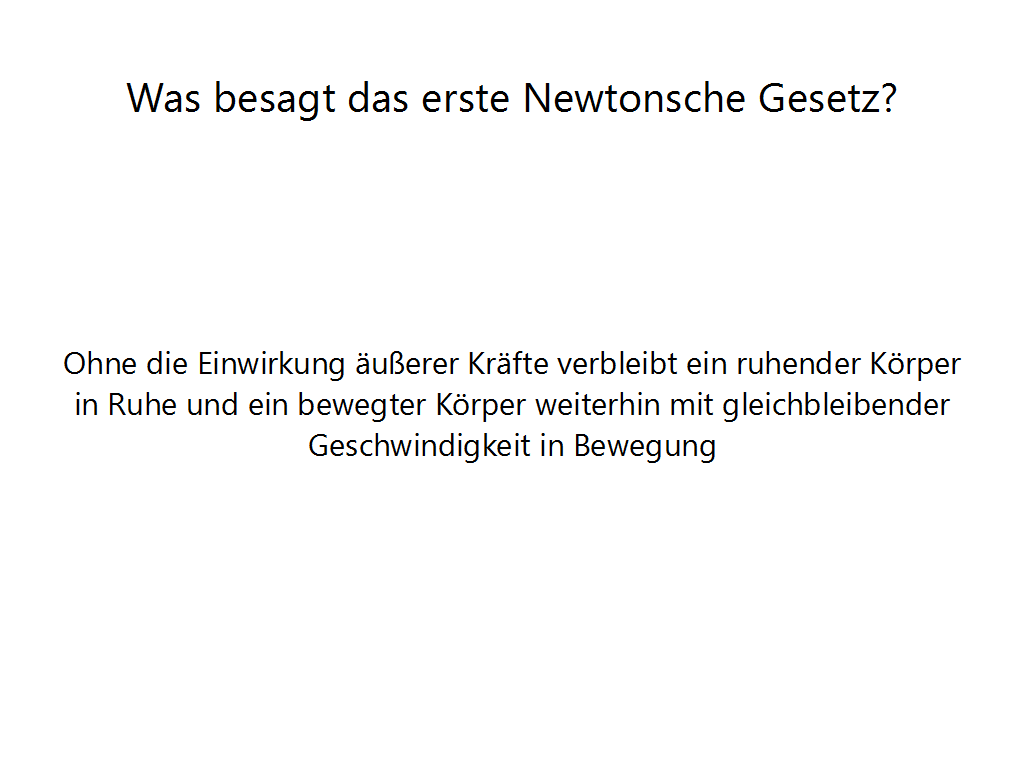 Was besagt das erste Newtonsche Gesetz?
Ohne die Einwirkung äußerer Kräfte verbleibt ein ruhender Körper
in Ruhe und ein bewegter Körper weiterhin mit gleichbleibender
Geschwindigkeit in Bewegung